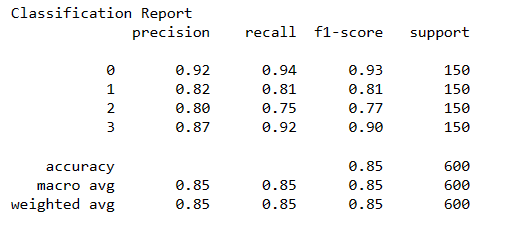 Classification Report
precision recall f1-score support
0 0.92 0.94 0.93 150
1 0.82 0.81 0.81 150
2 0.80 0.75 0.77 150
3 0.87 0.92 0.90 150
accuracy 0.85 600
macro avg 0.85 0.85 0.85 600
weighted avg 0.85 0.85 0.85 600